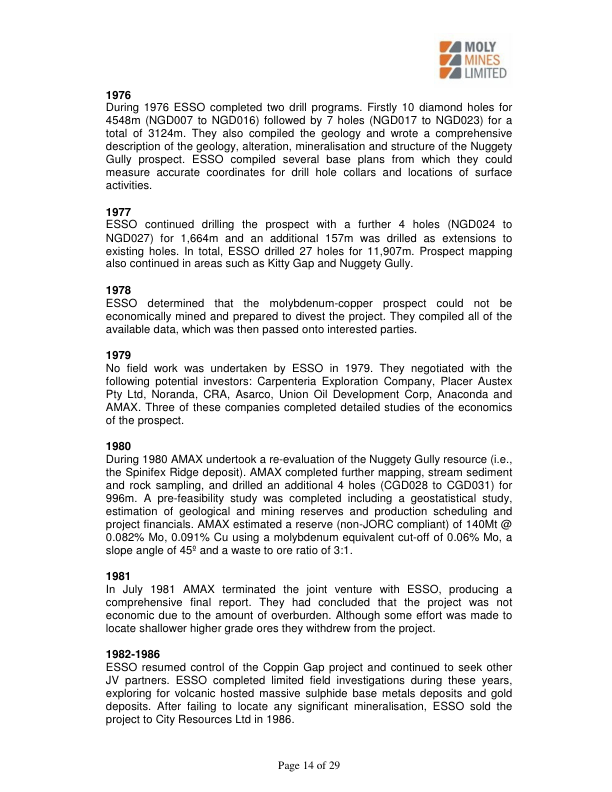 MOLY
MINES
LIMITED
1976
During 1976 ESSO completed two drill programs. Firstly 10 diamond holes for
4548m (NGD007 to NGD016) followed by 7 holes (NGD017 to NGD023) for a
total of 3124m. They also compiled the geology and wrote a comprehensive
description of the geology, alteration, mineralisation and structure of the Nuggety
Gully prospect. ESSO compiled several base plans from which they could
measure accurate coordinates for drill hole collars and locations of surface
activities.
1977
ESSO continued drilling the prospect with a further 4 holes (NGD024 to
NGD027) for 1,664m and an additional 157m was drilled as extensions to
existing holes. In total, ESSO drilled 27 holes for 11,907m. Prospect mapping
also continued in areas such as Kitty Gap and Nuggety Gully.
1978
ESSO determined that the molybdenum-copper prospect could not be
economically mined and prepared to divest the project. They compiled all of the
available data, which was then passed onto interested parties.
1979
No field work was undertaken by ESSO in 1979. They negotiated with the
following potential investors: Carpenteria Exploration Company, Placer Austex
Pty Ltd, Noranda, CRA, Asarco, Union Oil Development Corp, Anaconda and
AMAX. Three of these companies completed detailed studies of the economics
of the prospect.
1980
During 1980 AMAX undertook a re-evaluation of the Nuggety Gully resource (i.e.,
the Spinifex Ridge deposit). AMAX completed further mapping, stream sediment
and rock sampling, and drilled an additional 4 holes (CGD028 to CGD031) for
996m. A pre-feasibility study was completed including a geostatistical study,
estimation of geological and mining reserves and production scheduling and
project financials. AMAX estimated a reserve (non-JORC compliant) of 140Mt @
0.082% Mo, 0.091% Cu using a molybdenum equivalent cut-off of 0.06% Mo, a
slope angle of 45º and a waste to ore ratio of 3:1.
1981
In July 1981 AMAX terminated the joint venture with ESSO, producing a
comprehensive final report. They had concluded that the project was not
economic due to the amount of overburden. Although some effort was made to
locate shallower higher grade ores they withdrew from the project.
1982-1986
ESSO resumed control of the Coppin Gap project and continued to seek other
JV partners. ESSO completed limited field investigations during these years,
exploring for volcanic hosted massive sulphide base metals deposits and gold
deposits. After failing to locate any significant mineralisation, ESSO sold the
project to City Resources Ltd in 1986.
Page 14 of 29